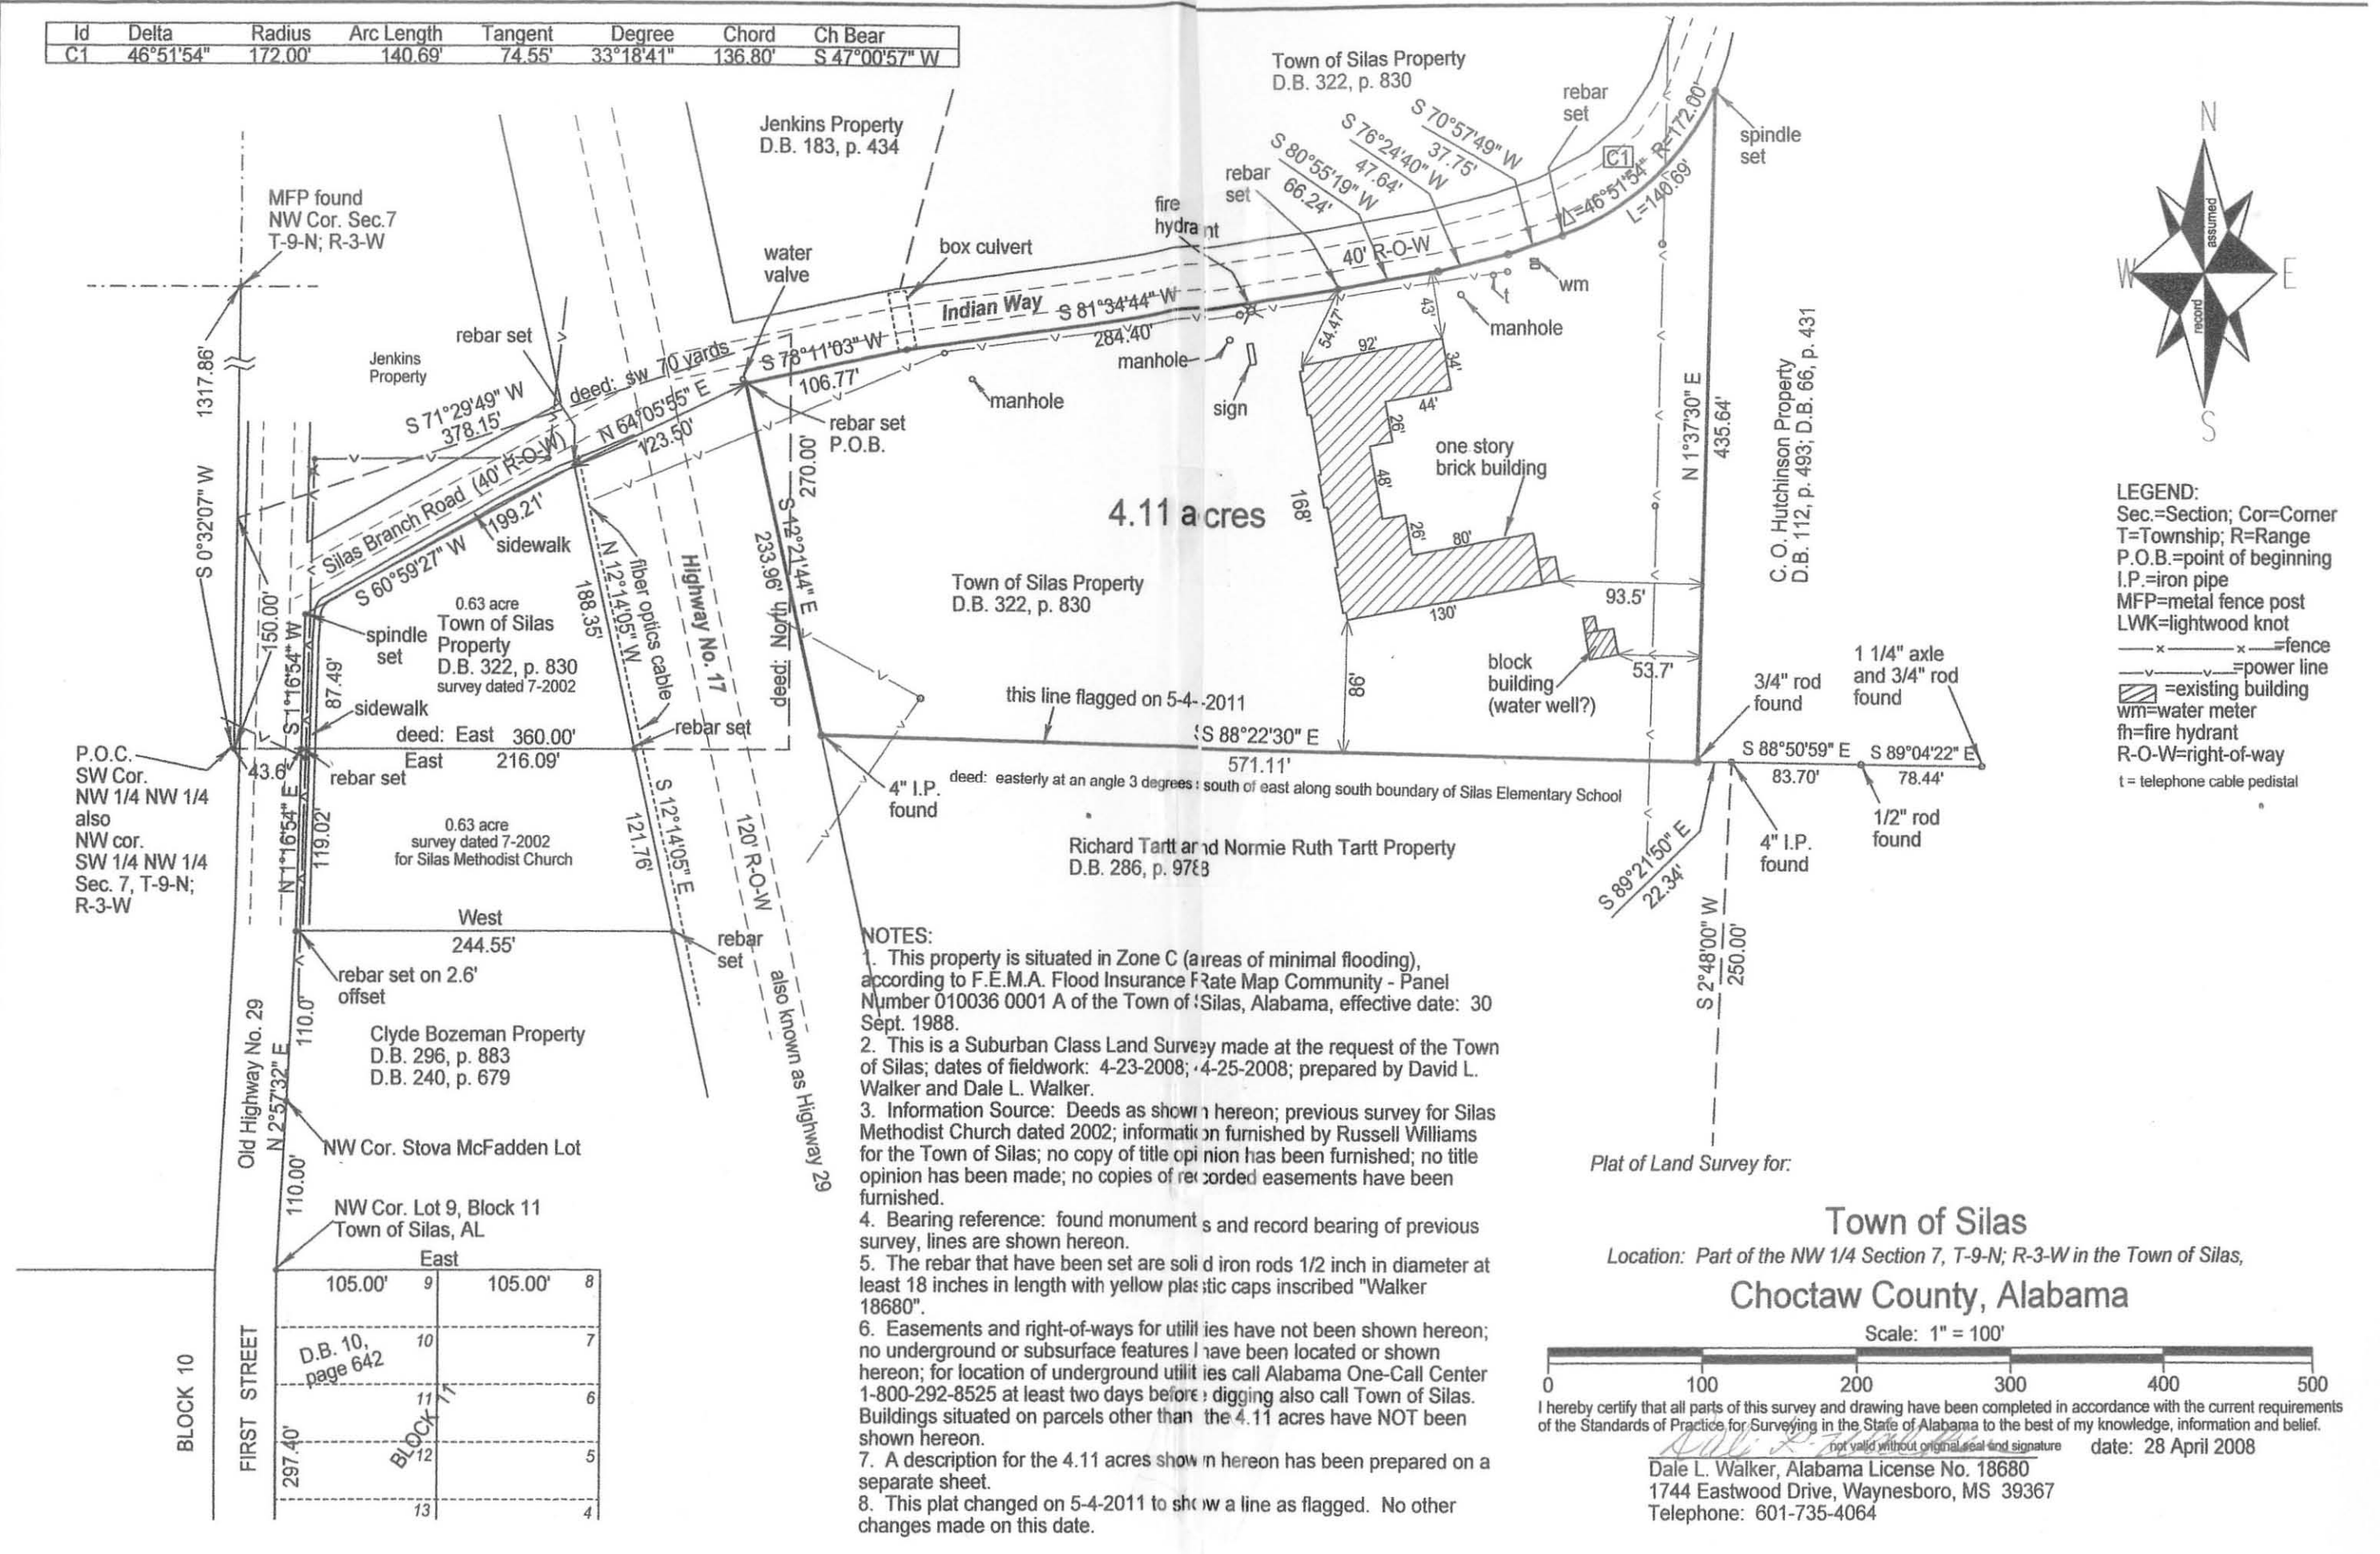 Id Delta Radius Arc Length Tangent Degree Chord Ch Bear
C1 46°51'54" 172.00' 140.69' 74.55' 33°18'41" 136.80' S 47°00'57" W
Town of Silas Property
D.B. 322, p. 830
Jenkins Property
D.B. 183, p. 434
MFP found
NW Cor. Sec.7
T-9-N; R-3-W
S 70°57'49" W
37.75'
S 76°24'40" W
47.64'
S 80°55'19" W
66.24'
rebar
set
C1
Δ=46°51'54" R=172.00'
L=140.69'
spindle
set
rebar
set
fire
hydrant
water
valve
box culvert
40' R-O-W
wm
t
manhole
Indian Way
S 81°34'44" W
284.40'
manhole
sign
manhole
S 78°11'03" W
106.77'
rebar set
P.O.B.
rebar set
Jenkins
Property
deed: sw 70 yards
S 71°29'49" W
378.15'
N 64°05'55" E
123.50'
Silas Branch Road (40' R-O-W)
S 60°59'27" W
199.21'
sidewalk
1317.86'
S 0°32'07" W
150.00'
S 1°16'54" W
87.49'
spindle
set
0.63 acre
Town of Silas
Property
D.B. 322, p. 830
survey dated 7-2002
sidewalk
fiber optics cable
N 12°14'05" W
188.35'
Highway No. 17
120' R-O-W
also known as Highway 29
deed: North
270.00'
S 12°21'44" E
233.96'
4.11 acres
Town of Silas Property
D.B. 322, p. 830
54.47'
43'
92'
34'
44'
26'
48'
26'
80'
168'
130'
one story
brick building
93.5'
53.7'
86'
block
building
(water well?)
N 1°37'30" E
435.64'
C. O. Hutchinson Property
D.B. 112, p. 493; D.B. 66, p. 431
this line flagged on 5-4-2011
S 88°22'30" E
571.11'
deed: easterly at an angle 3 degrees south of east along south boundary of Silas Elementary School
4" I.P.
found
3/4" rod
found
1 1/4" axle
and 3/4" rod
found
S 88°50'59" E
83.70'
S 89°04'22" E
78.44'
1/2" rod
found
4" I.P.
found
S 89°21'50" E
22.34'
S 2°48'00" W
250.00'
Richard Tartt and Normie Ruth Tartt Property
D.B. 286, p. 978
P.O.C.
SW Cor.
NW 1/4 NW 1/4
also
NW cor.
SW 1/4 NW 1/4
Sec. 7, T-9-N;
R-3-W
43.6'
rebar set
deed: East 360.00'
East 216.09'
rebar set
N 1°16'54" E
119.02'
0.63 acre
survey dated 7-2002
for Silas Methodist Church
S 12°14'05" E
121.76'
West
244.55'
rebar
set
rebar set on 2.6'
offset
110.0'
Old Highway No. 29
N 2°57'32" E
Clyde Bozeman Property
D.B. 296, p. 883
D.B. 240, p. 679
NW Cor. Stova McFadden Lot
110.00'
NW Cor. Lot 9, Block 11
Town of Silas, AL
East
105.00' 9 105.00' 8
D.B. 10,
page 642
10 7
11 6
BLOCK 11
12 5
13 4
BLOCK 10
FIRST STREET
297.40'
N
W E
S
assumed
record
LEGEND:
Sec.=Section; Cor=Corner
T=Township; R=Range
P.O.B.=point of beginning
I.P.=iron pipe
MFP=metal fence post
LWK=lightwood knot
x x =fence
v v =power line
=existing building
wm=water meter
fh=fire hydrant
R-O-W=right-of-way
t = telephone cable pedistal
NOTES:
1. This property is situated in Zone C (areas of minimal flooding),
according to F.E.M.A. Flood Insurance Rate Map Community - Panel
Number 010036 0001 A of the Town of Silas, Alabama, effective date: 30
Sept. 1988.
2. This is a Suburban Class Land Survey made at the request of the Town
of Silas; dates of fieldwork: 4-23-2008; 4-25-2008; prepared by David L.
Walker and Dale L. Walker.
3. Information Source: Deeds as shown hereon; previous survey for Silas
Methodist Church dated 2002; information furnished by Russell Williams
for the Town of Silas; no copy of title opinion has been furnished; no title
opinion has been made; no copies of recorded easements have been
furnished.
4. Bearing reference: found monuments and record bearing of previous
survey, lines are shown hereon.
5. The rebar that have been set are solid iron rods 1/2 inch in diameter at
least 18 inches in length with yellow plastic caps inscribed "Walker
18680".
6. Easements and right-of-ways for utilities have not been shown hereon;
no underground or subsurface features have been located or shown
hereon; for location of underground utilities call Alabama One-Call Center
1-800-292-8525 at least two days before digging also call Town of Silas.
Buildings situated on parcels other than the 4.11 acres have NOT been
shown hereon.
7. A description for the 4.11 acres shown hereon has been prepared on a
separate sheet.
8. This plat changed on 5-4-2011 to show a line as flagged. No other
changes made on this date.
Plat of Land Survey for:
Town of Silas
Location: Part of the NW 1/4 Section 7, T-9-N; R-3-W in the Town of Silas,
Choctaw County, Alabama
Scale: 1" = 100'
0 100 200 300 400 500
I hereby certify that all parts of this survey and drawing have been completed in accordance with the current requirements
of the Standards of Practice for Surveying in the State of Alabama to the best of my knowledge, information and belief.
not valid without original seal and signature date: 28 April 2008
Dale L. Walker, Alabama License No. 18680
1744 Eastwood Drive, Waynesboro, MS 39367
Telephone: 601-735-4064